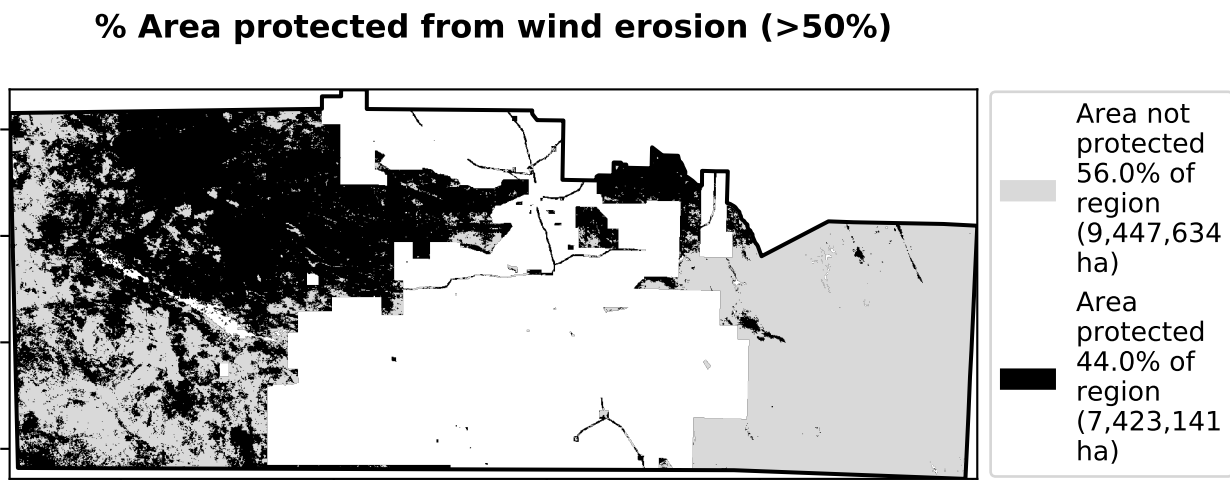 % Area protected from wind erosion (>50%)
Area not
protected
56.0% of
region
(9,447,634
ha)
Area
protected
44.0% of
region
(7,423,141
ha)